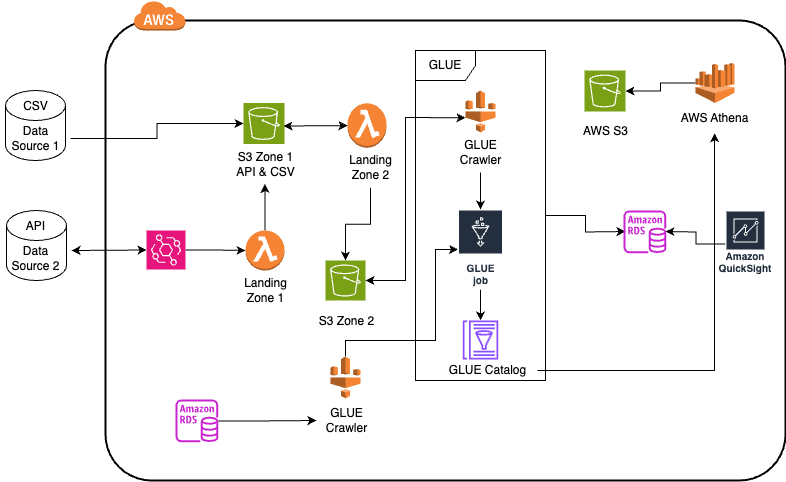 AWS
CSV
Data
Source 1
API
Data
Source 2
S3 Zone 1
API & CSV
Landing
Zone 2
Landing
Zone 1
S3 Zone 2
GLUE
GLUE
Crawler
GLUE
job
GLUE Catalog
GLUE
Crawler
Amazon
RDS
AWS S3
AWS Athena
Amazon
RDS
Amazon
QuickSight